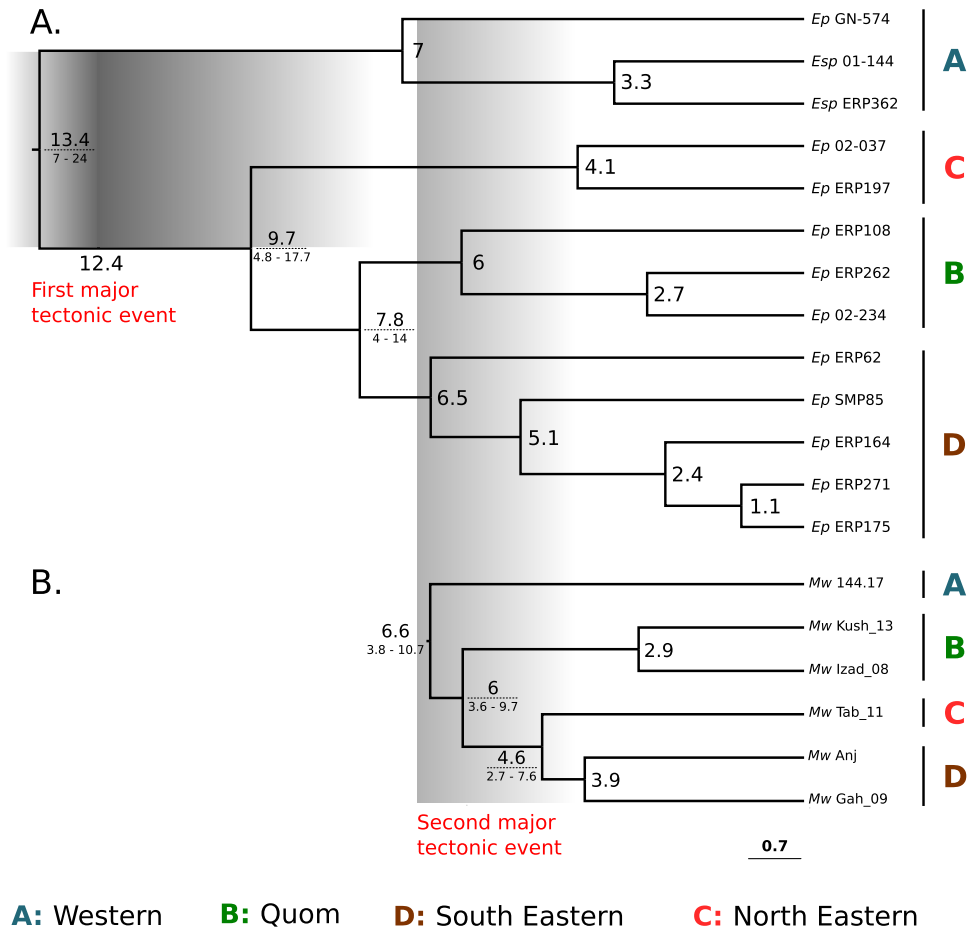 A.
Ep GN-574
7
A
Esp 01-144
3.3
Esp ERP362
13.4
7 - 24
Ep 02-037
4.1
C
Ep ERP197
Ep ERP108
9.7
4.8 - 17.7
12.4
6
Ep ERP262
B
First major
tectonic event
2.7
Ep 02-234
7.8
4 - 14
Ep ERP62
6.5
Ep SMP85
5.1
Ep ERP164
D
2.4
Ep ERP271
1.1
Ep ERP175
B.
Mw 144.17
A
6.6
3.8 - 10.7
Mw Kush_13
2.9
B
Mw Izad_08
6
3.6 - 9.7
Mw Tab_11
C
4.6
2.7 - 7.6
Mw Anj
3.9
D
Mw Gah_09
Second major
tectonic event
0.7
A: Western B: Quom D: South Eastern C: North Eastern